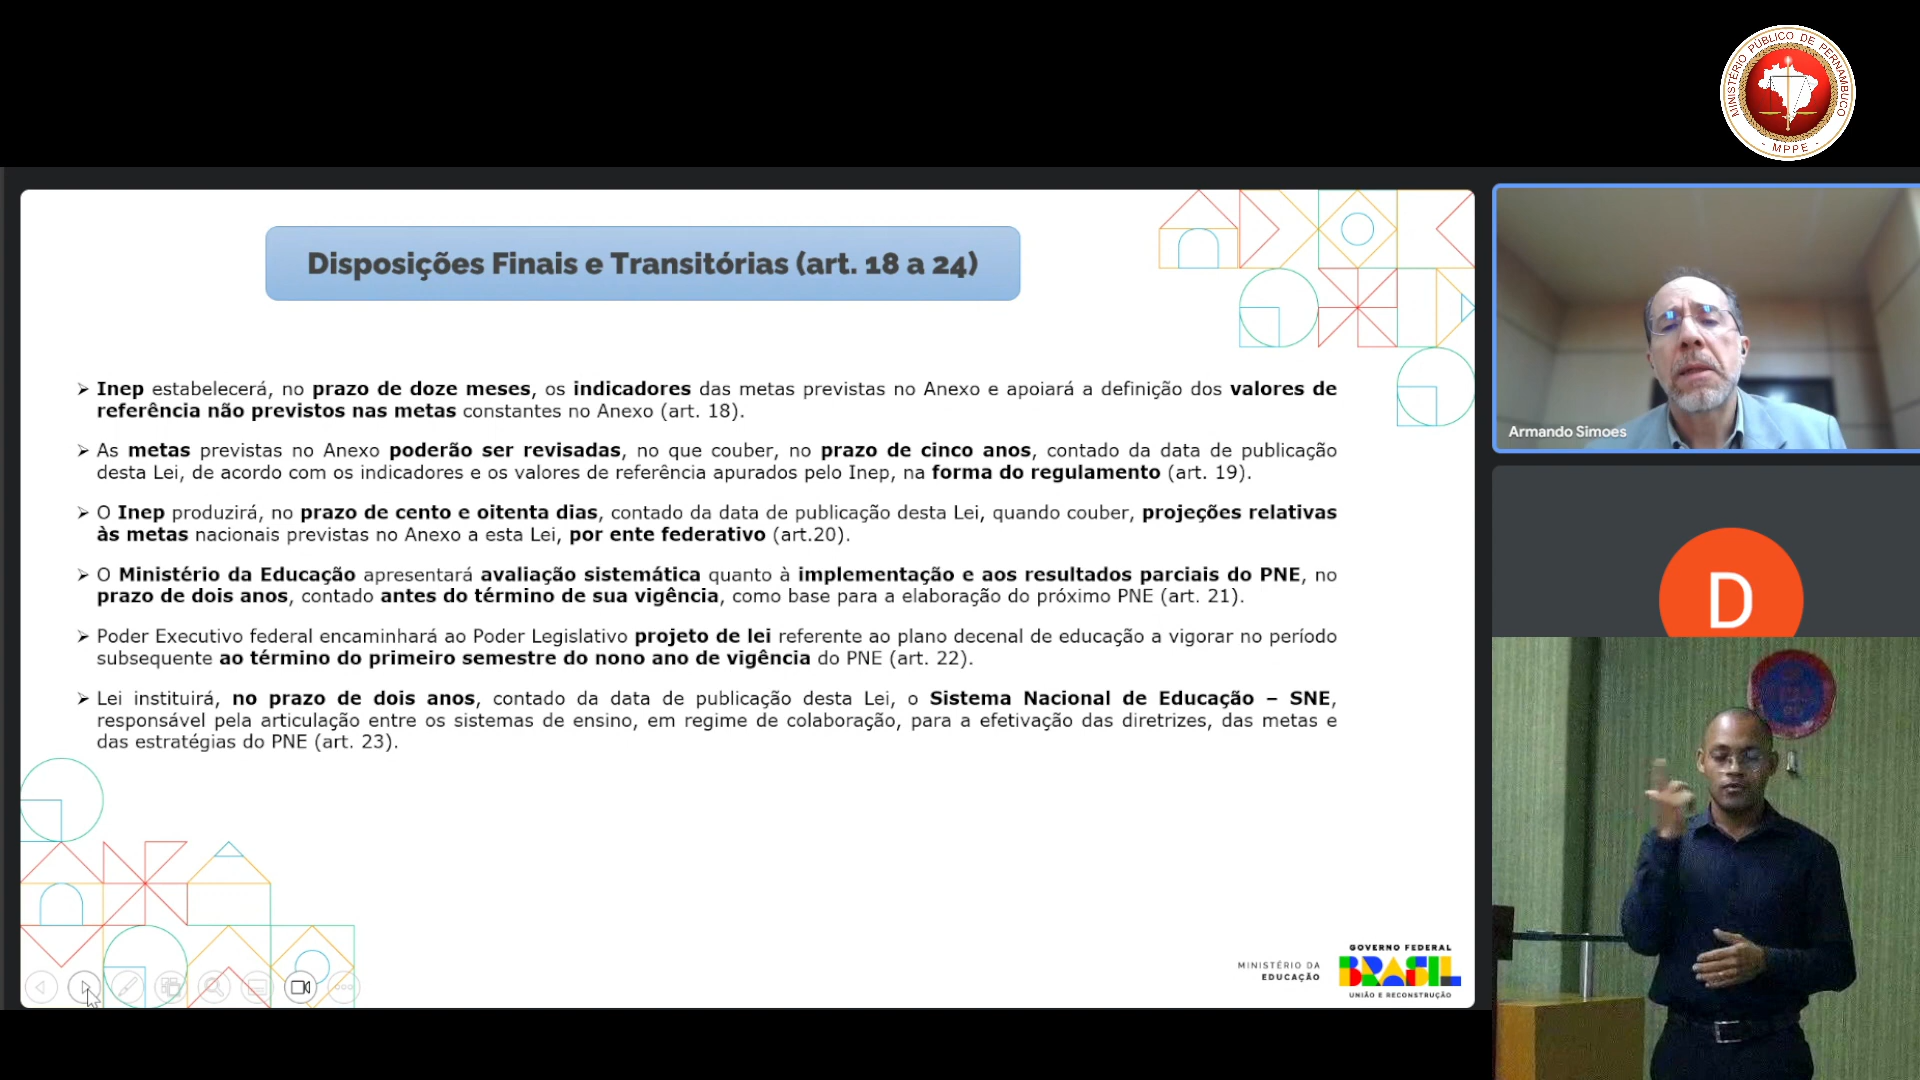 MINISTÉRIO PÚBLICO DE PERNAMBUCO
- MPPE -
Disposições Finais e Transitórias (art. 18 a 24)
➢ Inep estabelecerá, no prazo de doze meses, os indicadores das metas previstas no Anexo e apoiará a definição dos valores de
referência não previstos nas metas constantes no Anexo (art. 18).
➢ As metas previstas no Anexo poderão ser revisadas, no que couber, no prazo de cinco anos, contado da data de publicação
desta Lei, de acordo com os indicadores e os valores de referência apurados pelo Inep, na forma do regulamento (art. 19).
➢ O Inep produzirá, no prazo de cento e oitenta dias, contado da data de publicação desta Lei, quando couber, projeções relativas
às metas nacionais previstas no Anexo a esta Lei, por ente federativo (art.20).
➢ O Ministério da Educação apresentará avaliação sistemática quanto à implementação e aos resultados parciais do PNE, no
prazo de dois anos, contado antes do término de sua vigência, como base para a elaboração do próximo PNE (art. 21).
➢ Poder Executivo federal encaminhará ao Poder Legislativo projeto de lei referente ao plano decenal de educação a vigorar no período
subsequente ao término do primeiro semestre do nono ano de vigência do PNE (art. 22).
➢ Lei instituirá, no prazo de dois anos, contado da data de publicação desta Lei, o Sistema Nacional de Educação – SNE,
responsável pela articulação entre os sistemas de ensino, em regime de colaboração, para a efetivação das diretrizes, das metas e
das estratégias do PNE (art. 23).
MINISTÉRIO DA
EDUCAÇÃO
GOVERNO FEDERAL
BRASIL
UNIÃO E RECONSTRUÇÃO
Armando Simoes
D